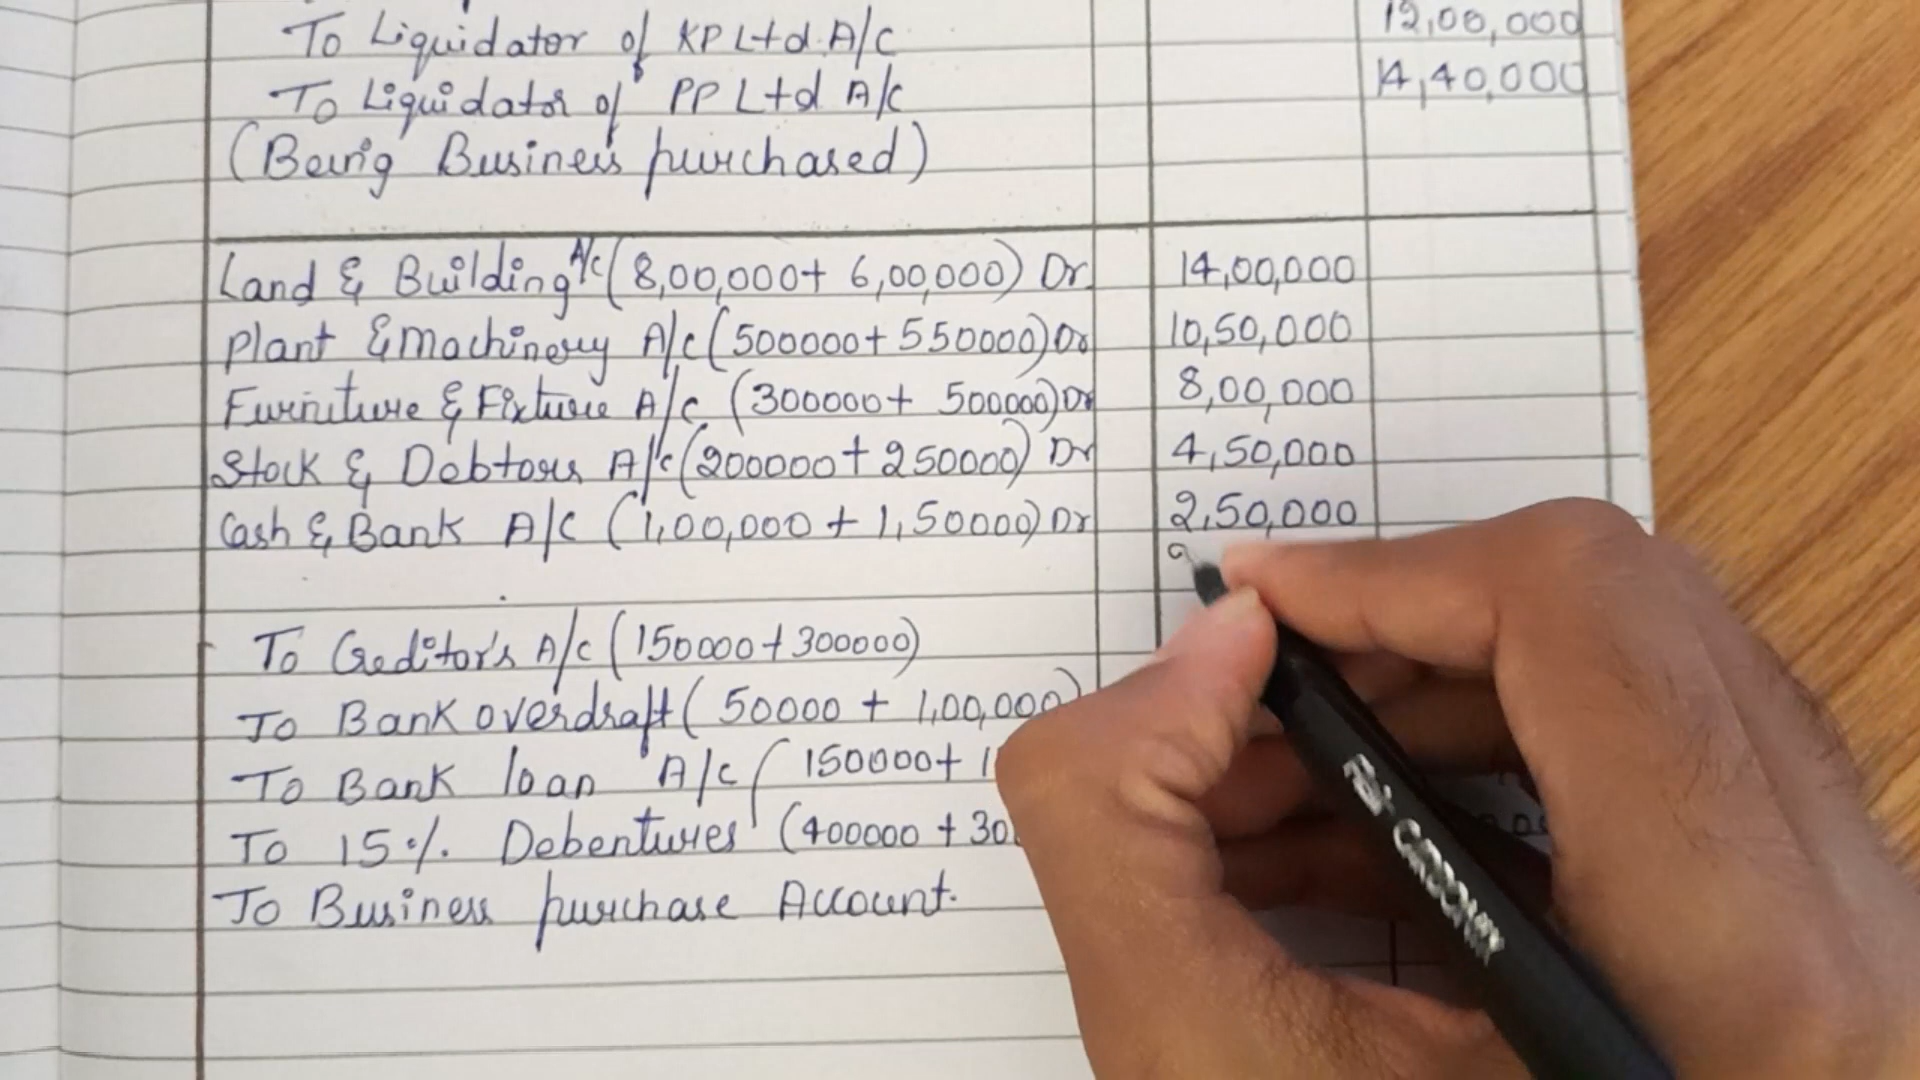 To Liquidator of KP Ltd. A/C 12,00,000
To Liquidator of PP Ltd A/C 14,40,000
(Being Business purchased)
Land & Building A/c (8,00,000+ 6,00,000) Dr 14,00,000
Plant & Machinery A/C (500000+ 550000) Dr 10,50,000
Furniture & Fixture A/C (300000+ 500000) Dr 8,00,000
Stock & Debtors A/c (200000+ 250000) Dr 4,50,000
Cash & Bank A/C (1,00,000 + 1,50000) Dr 2,50,000
To Creditor's A/C (150000+300000)
To Bank overdraft ( 50000 + 1,00,000)
To Bank loan A/C ( 150000+
To 15% Debentures (400000 +
To Business purchase Account.